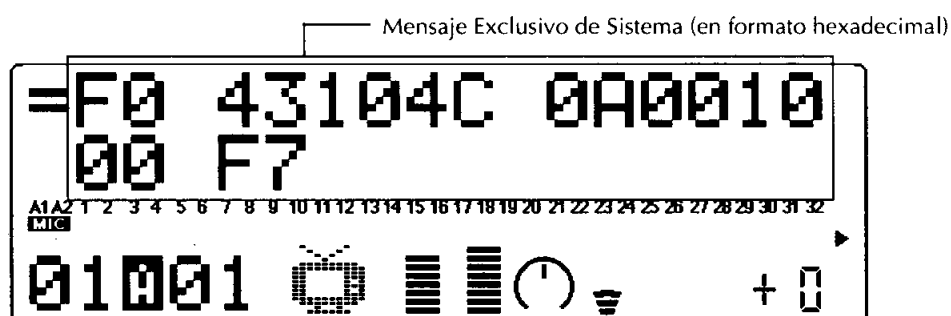 Mensaje Exclusivo de Sistema (en formato hexadecimal)
=F0 43104C 0A0010
00 F7
A1 A2 1 2 3 4 5 6 7 8 9 10 11 12 13 14 15 16 17 18 19 20 21 22 23 24 25 26 27 28 29 30 31 32
MIC
01A01 + 0